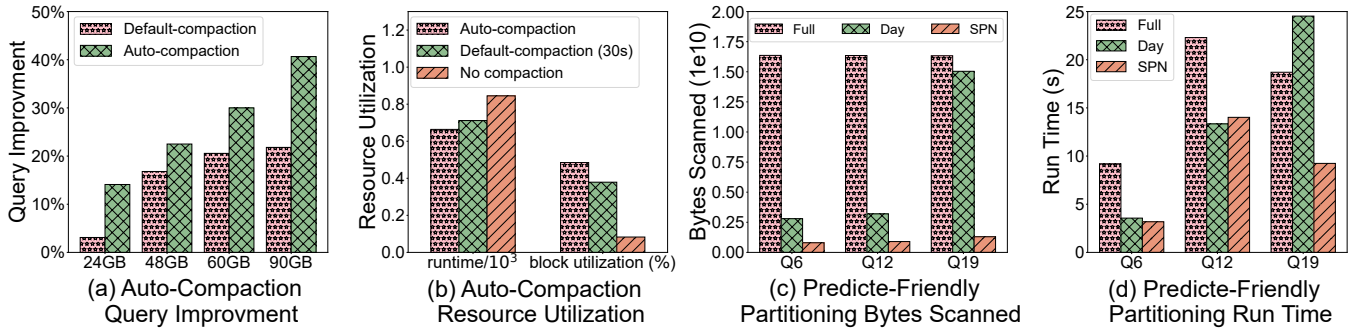 Query Improvment
50%
40%
30%
20%
10%
0%
Default-compaction
Auto-compaction
24GB 48GB 60GB 90GB
(a) Auto-Compaction
Query Improvment
Resource Utilization
1.2
1.0
0.8
0.6
0.4
0.2
0.0
Auto-compaction
Default-compaction (30s)
No compaction
runtime/10³ block utilization (%)
(b) Auto-Compaction
Resource Utilization
Bytes Scanned (1e10)
2.00
1.75
1.50
1.25
1.00
0.75
0.50
0.25
0.00
Full Day SPN
Q6 Q12 Q19
(c) Predicte-Friendly
Partitioning Bytes Scanned
Run Time (s)
25
20
15
10
5
0
Full
Day
SPN
Q6 Q12 Q19
(d) Predicte-Friendly
Partitioning Run Time